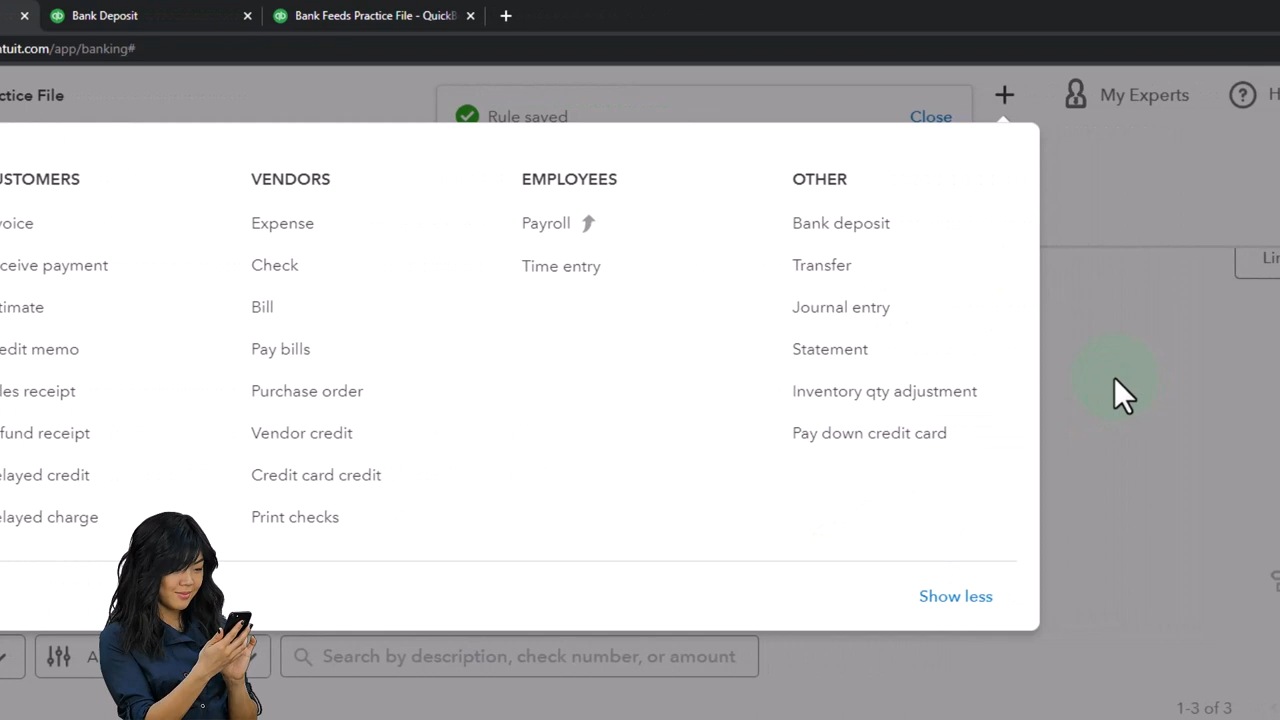 Bank Deposit
Bank Feeds Practice File - QuickB
ntuit.com/app/banking#
ctice File
Rule saved
Close
My Experts
H
USTOMERS
VENDORS
EMPLOYEES
OTHER
voice
Expense
Payroll
Bank deposit
ceive payment
Check
Time entry
Transfer
timate
Bill
Journal entry
edit memo
Pay bills
Statement
les receipt
Purchase order
Inventory qty adjustment
fund receipt
Vendor credit
Pay down credit card
elayed credit
Credit card credit
elayed charge
Print checks
Show less
Lin
A
Search by description, check number, or amount
1-3 of 3